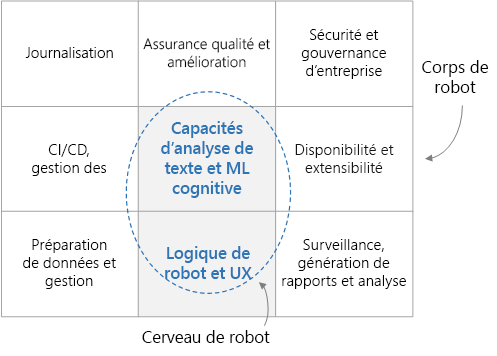 Journalisation
Assurance qualité et
amélioration
Sécurité et
gouvernance
d'entreprise
Corps de
robot
CI/CD,
gestion des
Capacités
d'analyse de
texte et ML
cognitive
Disponibilité et
extensibilité
Préparation
de données et
gestion
Logique de
robot et UX
Surveillance,
génération de
rapports et analyse
Cerveau de robot